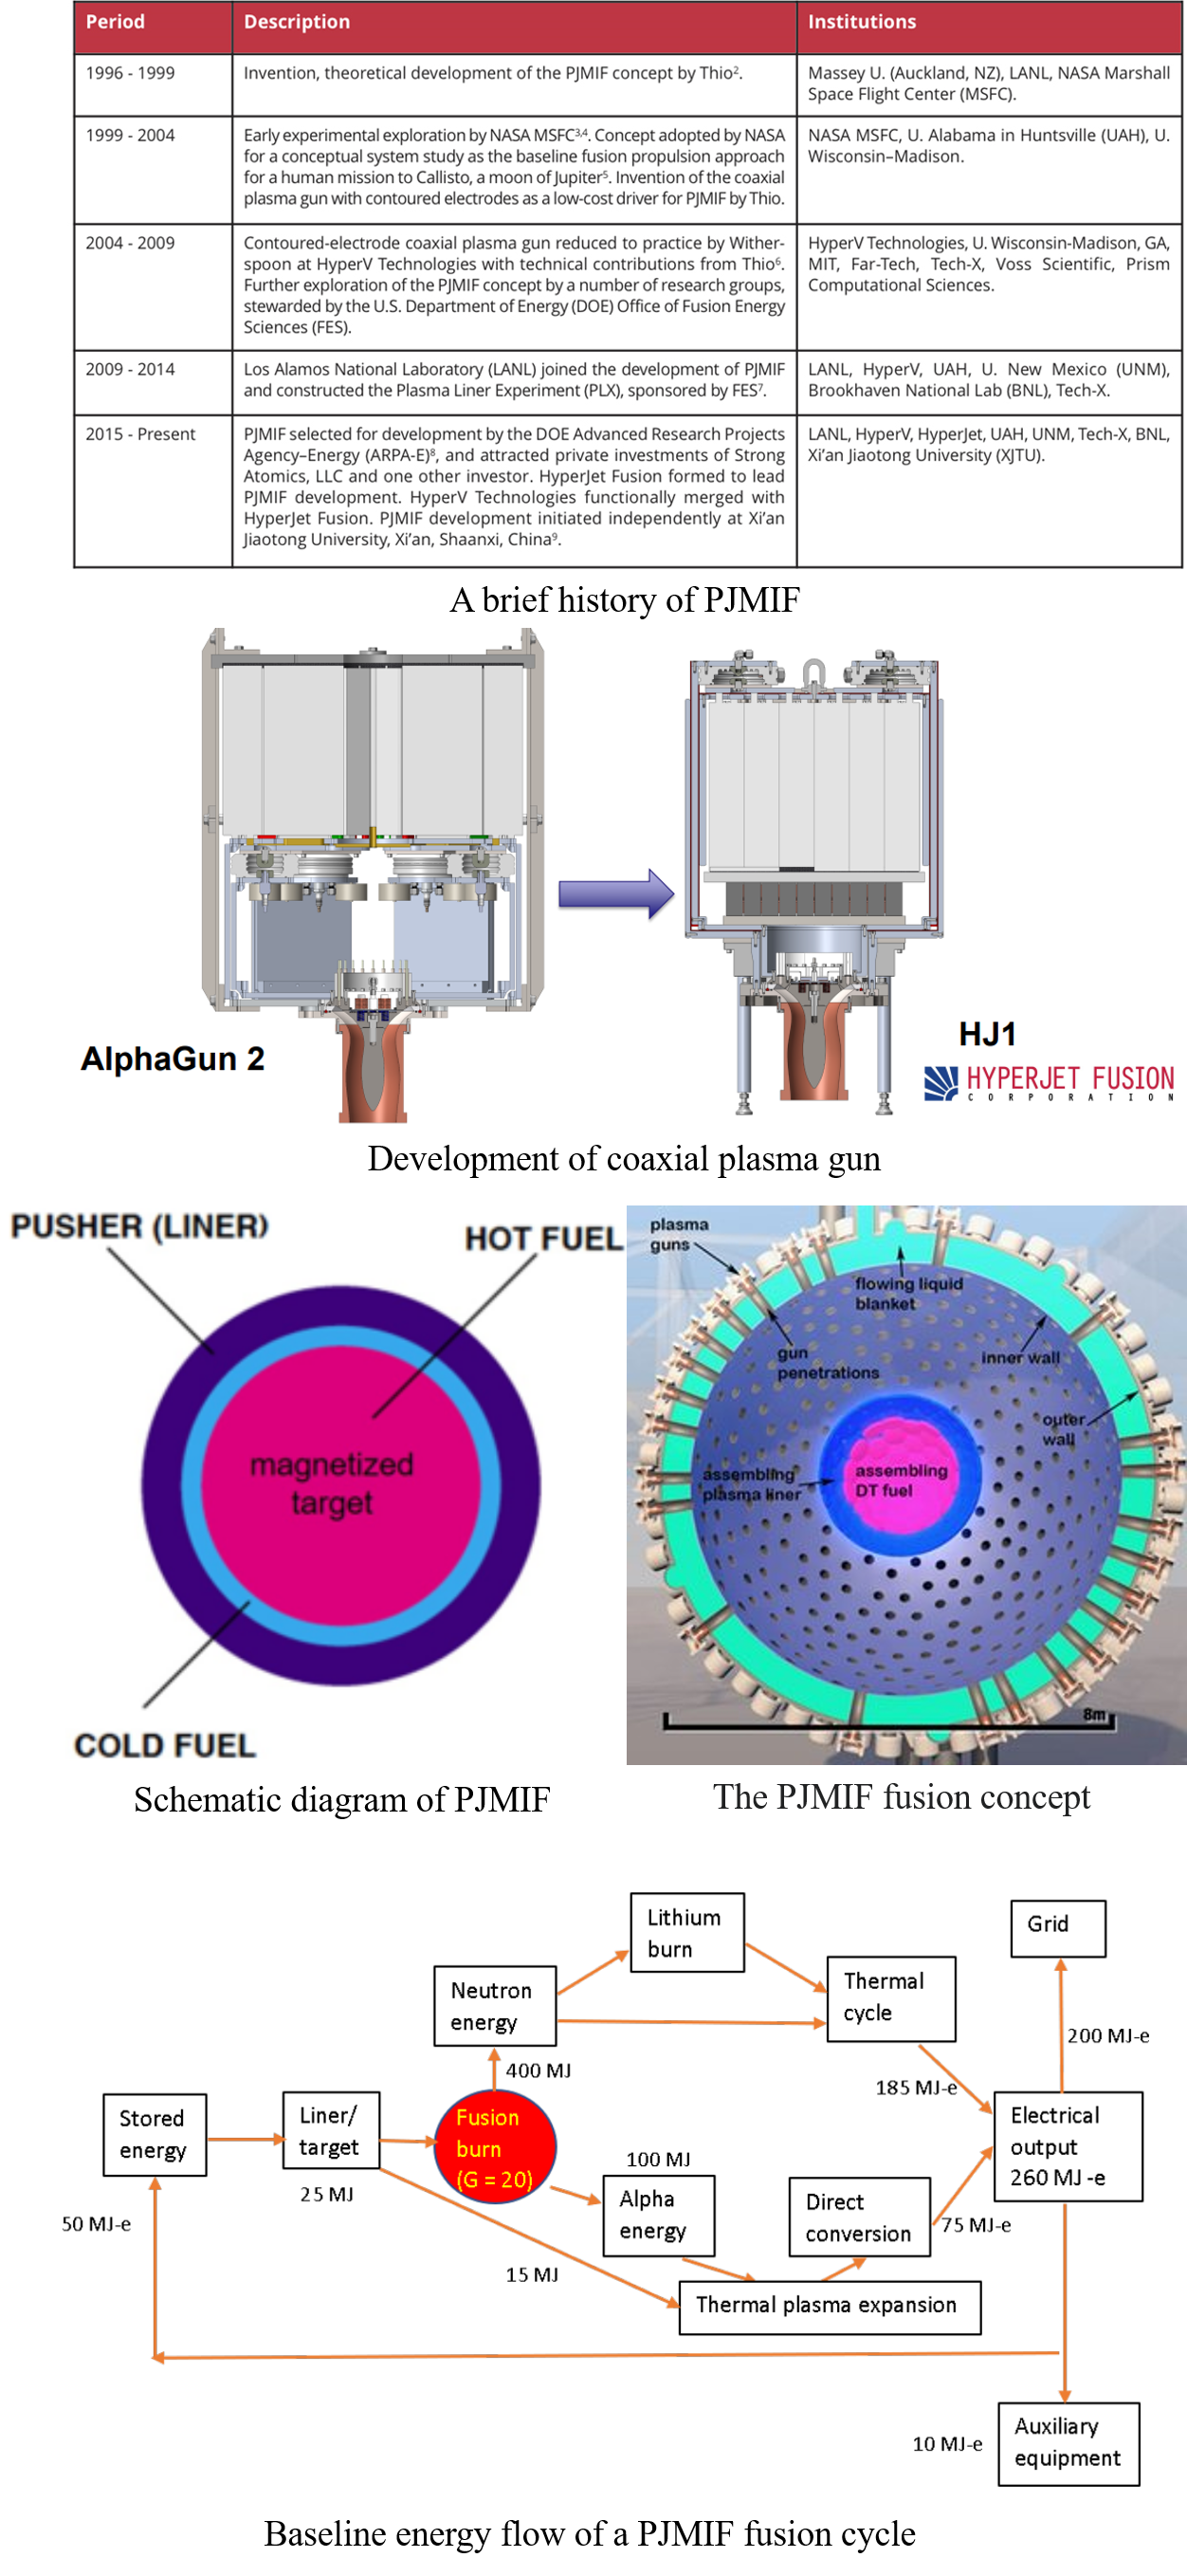 Period Description Institutions
1996 - 1999 Invention, theoretical development of the PJMIF concept by Thio². Massey U. (Auckland, NZ), LANL, NASA Marshall
Space Flight Center (MSFC).
1999 - 2004 Early experimental exploration by NASA MSFC³,⁴. Concept adopted by NASA NASA MSFC, U. Alabama in Huntsville (UAH), U.
for a conceptual system study as the baseline fusion propulsion approach Wisconsin–Madison.
for a human mission to Callisto, a moon of Jupiter⁵. Invention of the coaxial
plasma gun with contoured electrodes as a low-cost driver for PJMIF by Thio.
2004 - 2009 Contoured-electrode coaxial plasma gun reduced to practice by Wither- HyperV Technologies, U. Wisconsin-Madison, GA,
spoon at HyperV Technologies with technical contributions from Thio⁶. MIT, Far-Tech, Tech-X, Voss Scientific, Prism
Further exploration of the PJMIF concept by a number of research groups, Computational Sciences.
stewarded by the U.S. Department of Energy (DOE) Office of Fusion Energy
Sciences (FES).
2009 - 2014 Los Alamos National Laboratory (LANL) joined the development of PJMIF LANL, HyperV, UAH, U. New Mexico (UNM),
and constructed the Plasma Liner Experiment (PLX), sponsored by FES⁷. Brookhaven National Lab (BNL), Tech-X.
2015 - Present PJMIF selected for development by the DOE Advanced Research Projects LANL, HyperV, HyperJet, UAH, UNM, Tech-X, BNL,
Agency–Energy (ARPA-E)⁸, and attracted private investments of Strong Xi’an Jiaotong University (XJTU).
Atomics, LLC and one other investor. HyperJet Fusion formed to lead
PJMIF development. HyperV Technologies functionally merged with
HyperJet Fusion. PJMIF development initiated independently at Xi’an
Jiaotong University, Xi’an, Shaanxi, China⁹.
A brief history of PJMIF
AlphaGun 2
HJ1
HYPERJET FUSION
CORPORATION
Development of coaxial plasma gun
PUSHER (LINER)
HOT FUEL
magnetized
target
COLD FUEL
Schematic diagram of PJMIF
plasma
guns
flowing liquid
blanket
gun
penetrations
inner wall
outer
wall
assembling
plasma liner
assembling
DT fuel
8m
The PJMIF fusion concept
Lithium
burn
Grid
Neutron
energy
Thermal
cycle
200 MJ-e
400 MJ
185 MJ-e
Stored
energy
Liner/
target
Fusion
burn
(G = 20)
Electrical
output
260 MJ -e
100 MJ
25 MJ
Alpha
energy
Direct
conversion
50 MJ-e
75 MJ-e
15 MJ
Thermal plasma expansion
10 MJ-e
Auxiliary
equipment
Baseline energy flow of a PJMIF fusion cycle